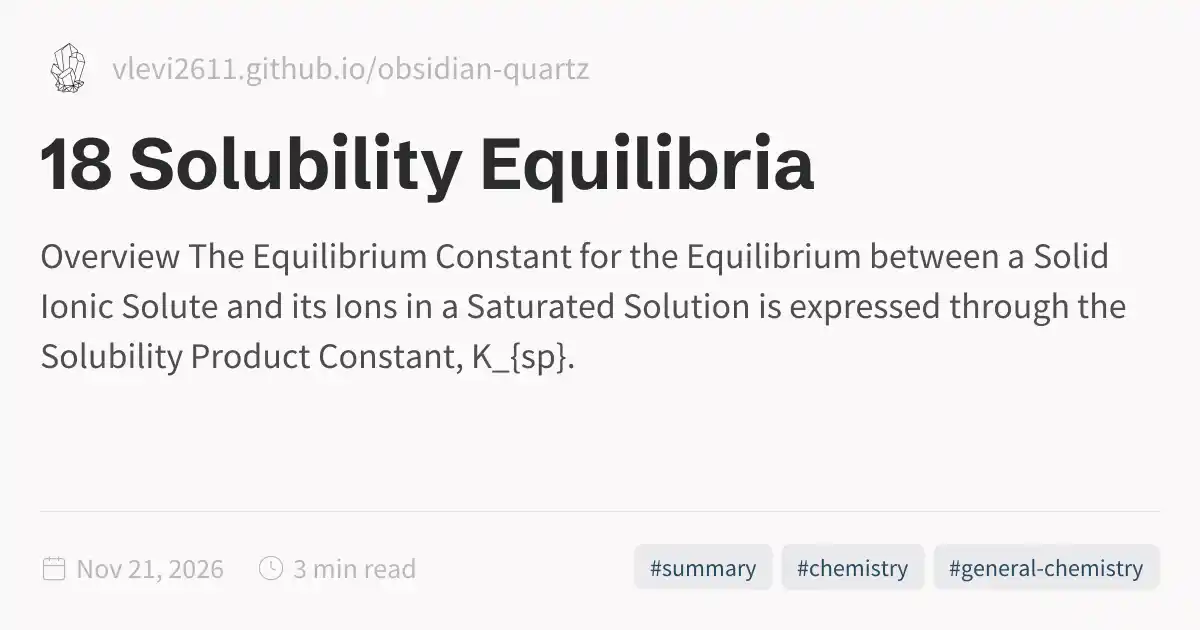 vlevi2611.github.io/obsidian-quartz
18 Solubility Equilibria
Overview The Equilibrium Constant for the Equilibrium between a Solid
Ionic Solute and its Ions in a Saturated Solution is expressed through the
Solubility Product Constant, K_{sp}.
Nov 21, 2026 3 min read #summary #chemistry #general-chemistry